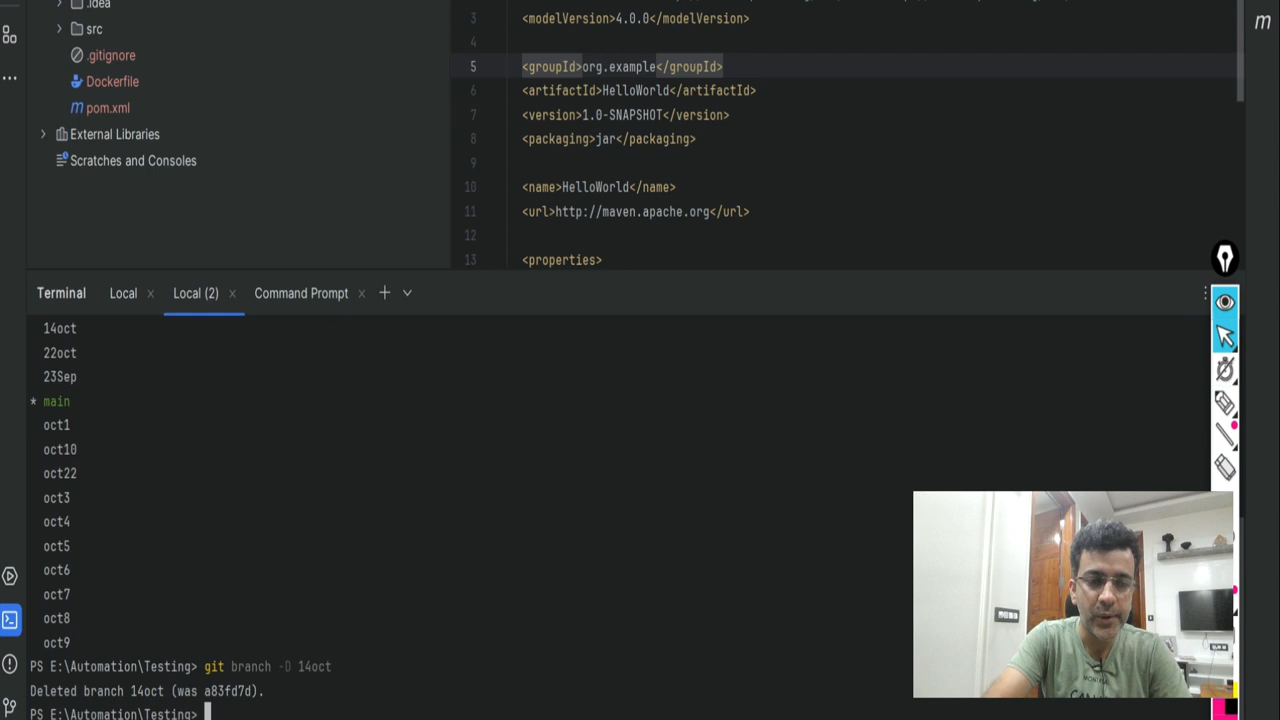 .idea
src
.gitignore
Dockerfile
pom.xml
External Libraries
Scratches and Consoles
3 <modelVersion>4.0.0</modelVersion>
4
5 <groupId>org.example</groupId>
6 <artifactId>HelloWorld</artifactId>
7 <version>1.0-SNAPSHOT</version>
8 <packaging>jar</packaging>
9
10 <name>HelloWorld</name>
11 <url>http://maven.apache.org</url>
12
13 <properties>
m
Terminal Local Local (2) Command Prompt
14oct
22oct
23Sep
* main
oct1
oct10
oct22
oct3
oct4
oct5
oct6
oct7
oct8
oct9
PS E:\Automation\Testing> git branch -D 14oct
Deleted branch 14oct (was a83fd7d).
PS E:\Automation\Testing>